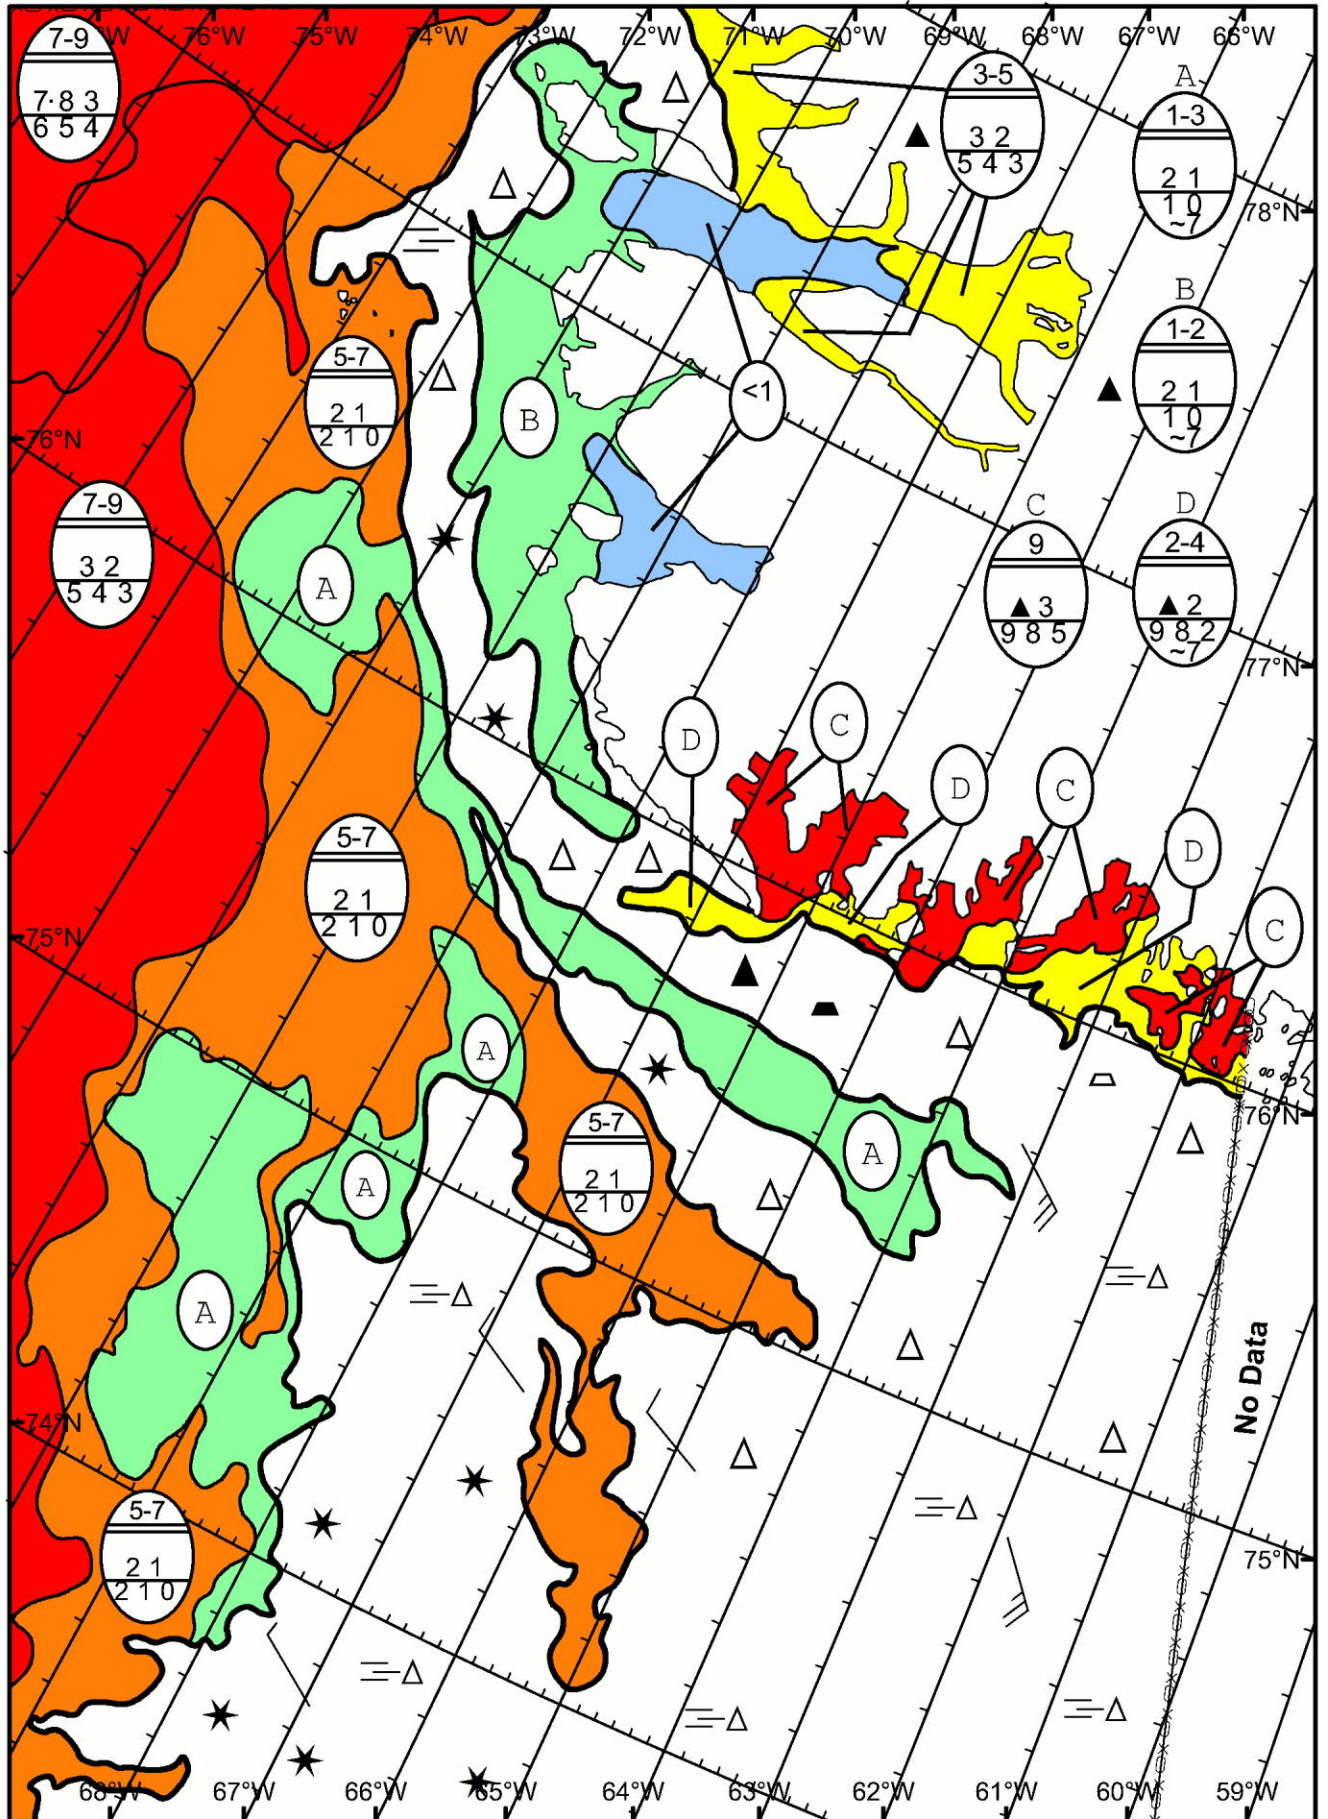 76°W 75°W 74°W 73°W 72°W 71°W 70°W 69°W 68°W 67°W 66°W
7-9
7·8 3
6 5 4
3-5
3 2
5 4 3
A
1-3
2 1
1 0
~7
78°N
B
1-2
2 1
1 0
~7
5-7
2 1
2 1 0
<1
B
76°N
7-9
3 2
5 4 3
A
C
9
▲ 3
9 8 5
D
2-4
▲ 2
9 8 2
~7
77°N
D
C
D
C
D
C
5-7
2 1
2 1 0
75°N
A
76°N
5-7
2 1
2 1 0
A
A
A
No Data
74°N
5-7
2 1
2 1 0
75°N
68°W 67°W 66°W 65°W 64°W 63°W 62°W 61°W 60°W 59°W